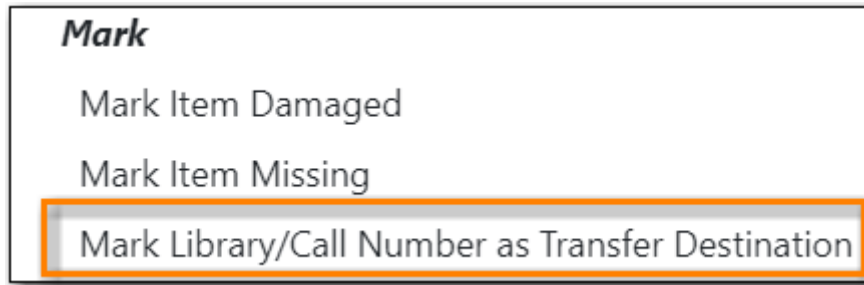 Mark
Mark Item Damaged
Mark Item Missing
Mark Library/Call Number as Transfer Destination